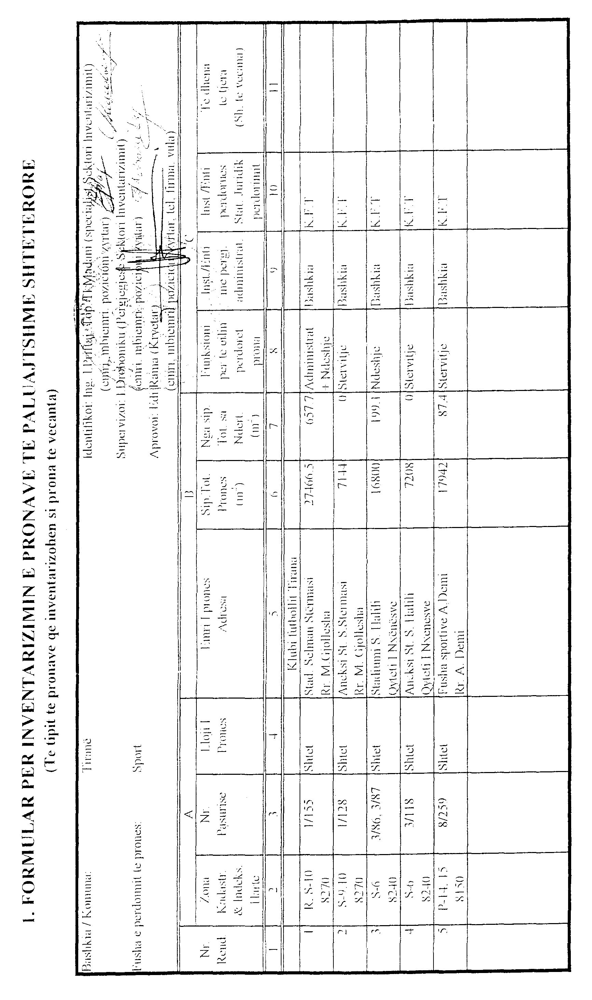 1. FORMULAR PER INVENTARIZIMIN E PRONAVE TE PALUAJTSHME SHTETERORE
(Te tipit te pronave qe inventarizohen si prona te vecanta)
Bashkia / Komuna: Tiranë
Identifikoi: Ing. Madani (specialist Sektori Inventarizimit)
(emri, mbiemri, pozicioni zyrtar)
Supervizoi: I Droboniku (Pergjegjese Sektori Inventarizimit)
Fusha e perdorimit te prones: Sport
(emri, mbiemri, pozicioni zyrtar)
Aprovoi: Edi Rama (Kryetar)
(emri, mbiemri, pozicioni zyrtar, tel. firma, vula)
A B C
Nr. Zona Nr. Lloji I Emri I prones Sip.Tot. Nga sip. Funksioni Inst./Enti Inst /Enti Te dhena
Rend. Kadastr. Pasurise Prones Adresa Prones Tot. sa per te cilin me pergj. perdorues te tjera
& Indeks. (m²) Ndert. perdoret administrat. Stat. Juridik (Sh. te vecana)
Harte (m²) prona perdorimit
1 2 3 4 5 6 7 8 9 10 11
Klubi futbollit Tirana
1 R. S-10 1/155 Shtet Stad. Selman Stërmasi 27466.5 657.7 Administrat Bashkia K.F.T
8270 Rr. M.Gjollesha + Ndeshje
2 S-9.10 1/128 Shtet Aneksi St. S.Stermasi 7144 0 Stervitje Bashkia K.F.T
8270 Rr. M. Gjollesha
3 S-6 3/86, 3/87 Shtet Stadiumi S. Halili 16800 199.1 Ndeshje Bashkia K.F.T
8240 Qyteti I Nxënësve
4 S-6 3/118 Shtet Aneksi St. S. Halili 7208 0 Stervitje Bashkia K.F.T
8240 Qyteti I Nxenesve
5 P-14, 15 8/259 Shtet Fusha sportive A.Demi 17942 87.4 Stervitje Bashkia K.F.T
8150 Rr. A. Demi